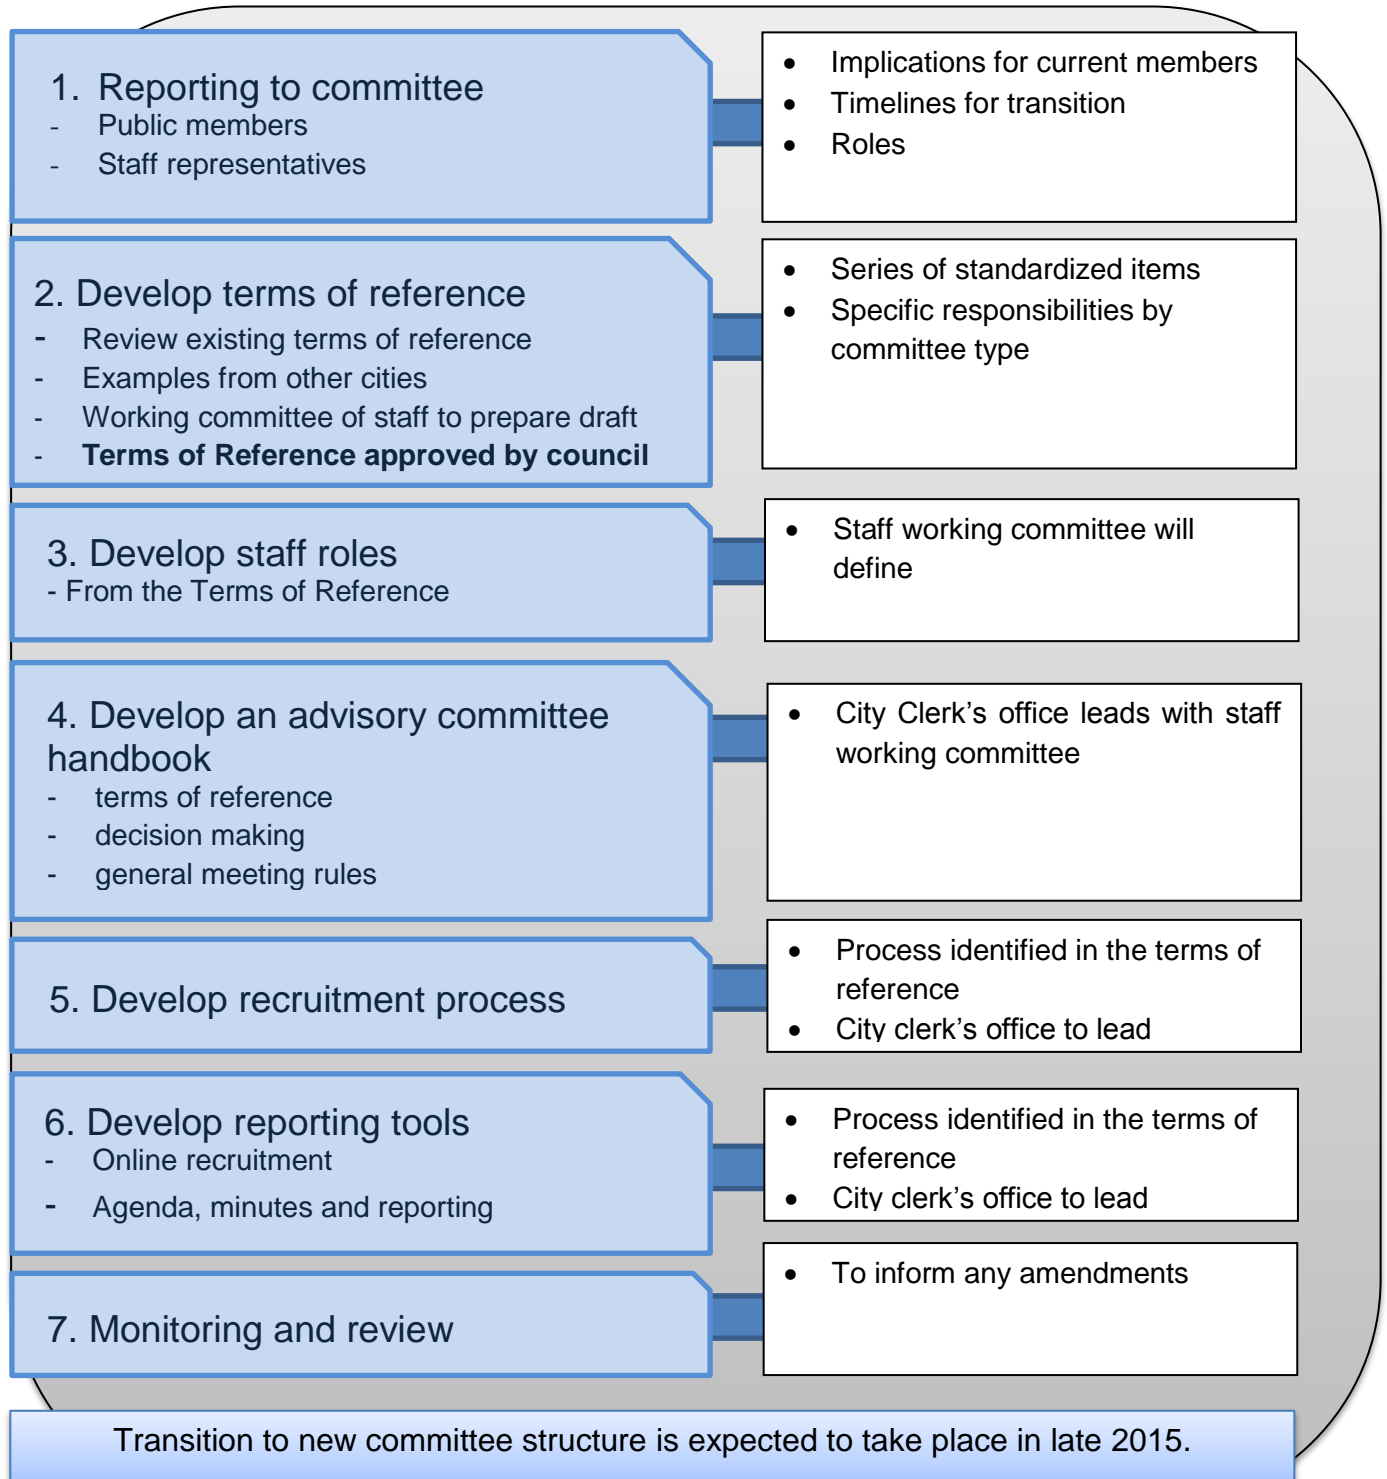 1. Reporting to committee
- Public members
- Staff representatives
• Implications for current members
• Timelines for transition
• Roles
2. Develop terms of reference
- Review existing terms of reference
- Examples from other cities
- Working committee of staff to prepare draft
- Terms of Reference approved by council
• Series of standardized items
• Specific responsibilities by
committee type
3. Develop staff roles
- From the Terms of Reference
• Staff working committee will
define
4. Develop an advisory committee
handbook
- terms of reference
- decision making
- general meeting rules
• City Clerk’s office leads with staff
working committee
5. Develop recruitment process
• Process identified in the terms of
reference
• City clerk’s office to lead
6. Develop reporting tools
- Online recruitment
- Agenda, minutes and reporting
• Process identified in the terms of
reference
• City clerk’s office to lead
7. Monitoring and review
• To inform any amendments
Transition to new committee structure is expected to take place in late 2015.